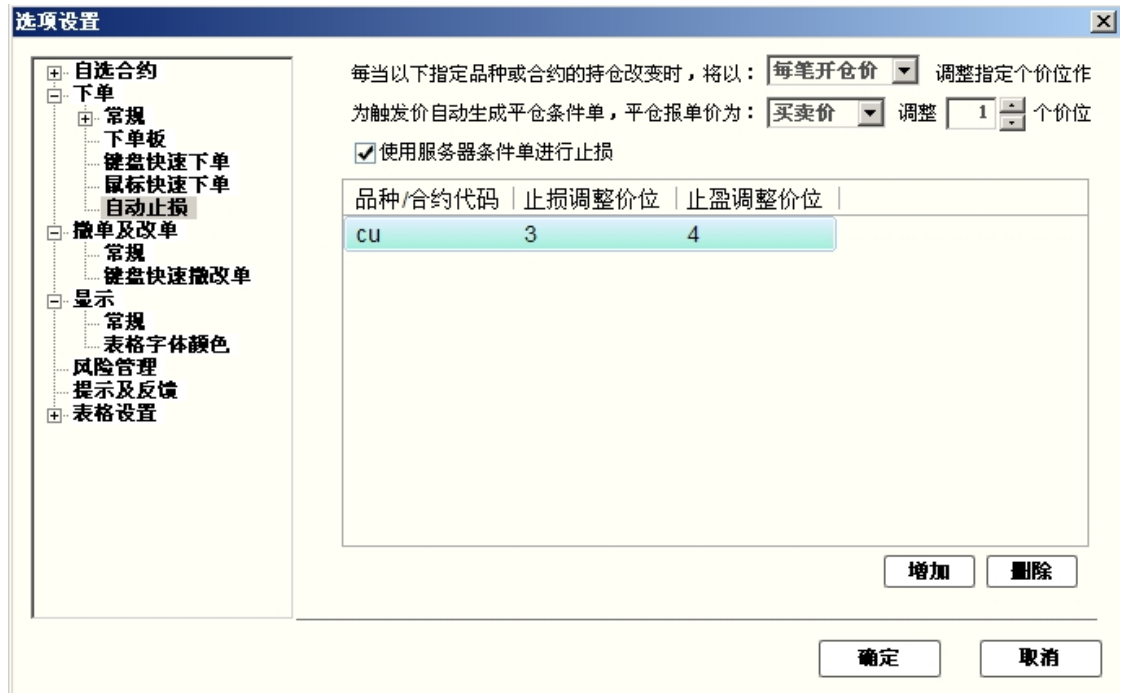 选项设置
自选合约
下单
常规
下单板
键盘快速下单
鼠标快速下单
自动止损
撤单及改单
常规
键盘快速撤改单
显示
常规
表格字体颜色
风险管理
提示及反馈
表格设置
每当以下指定品种或合约的持仓改变时，将以： 每笔开仓价 调整指定个价位作
为触发价自动生成平仓条件单，平仓报单价为： 买卖价 调整 1 个价位
使用服务器条件单进行止损
品种/合约代码 止损调整价位 止盈调整价位
cu 3 4
增加 删除
确定 取消